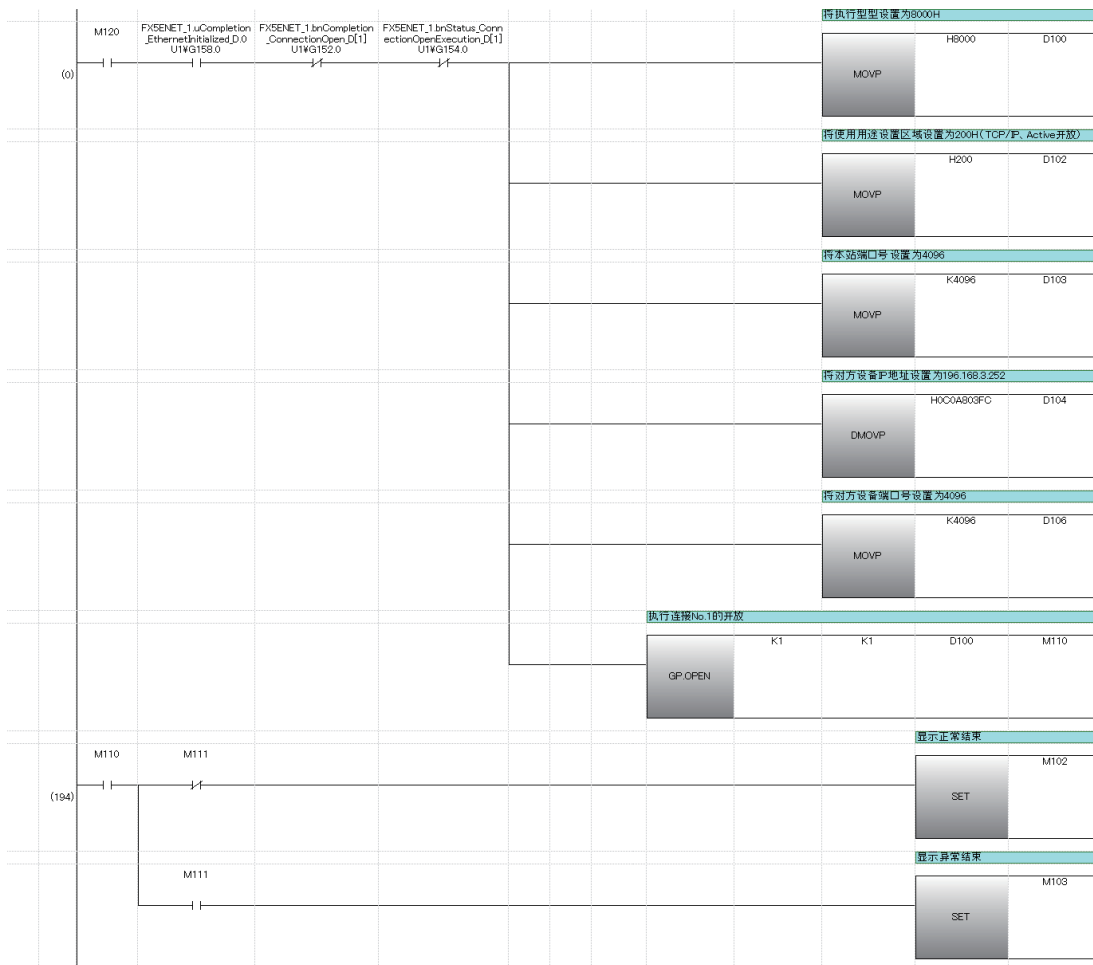 将执行型型设置为8000H
M120
FX5ENET_1.uCompletion
_EthernetInitialized_D.0
U1¥G158.0
FX5ENET_1.bnCompletion
_ConnectionOpen_D[1]
U1¥G152.0
FX5ENET_1.bnStatus_Conn
ectionOpenExecution_D[1]
U1¥G154.0
(0)
MOVP
H8000
D100
将使用用途设置区域设置为200H(TCP/IP、Active开放)
MOVP
H200
D102
将本站端口号设置为4096
MOVP
K4096
D103
将对方设备IP地址设置为196.168.3.252
DMOVP
H0C0A803FC
D104
将对方设备端口号设置为4096
MOVP
K4096
D106
执行连接No.1的开放
GP.OPEN
K1
K1
D100
M110
显示正常结束
(194)
M110
M111
SET
M102
显示异常结束
M111
SET
M103